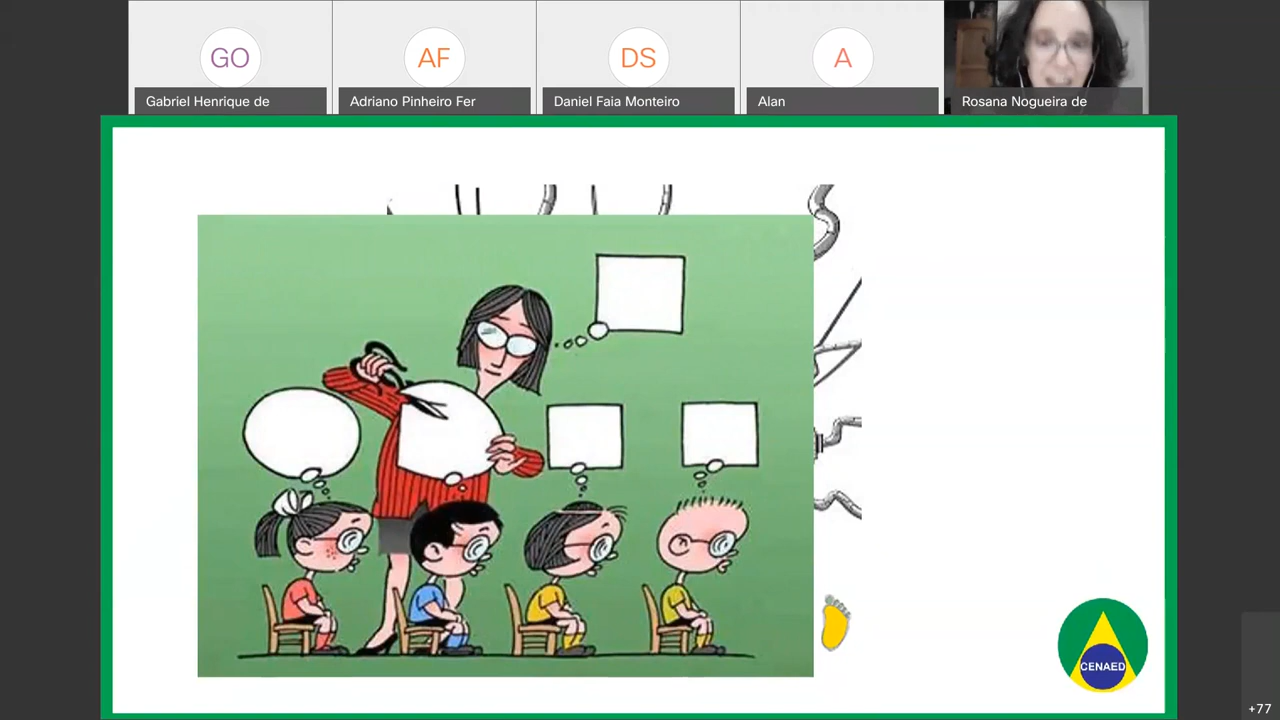 GO
AF
DS
A
Gabriel Henrique de
Adriano Pinheiro Fer
Daniel Faia Monteiro
Alan
Rosana Nogueira de
CENAED
+77